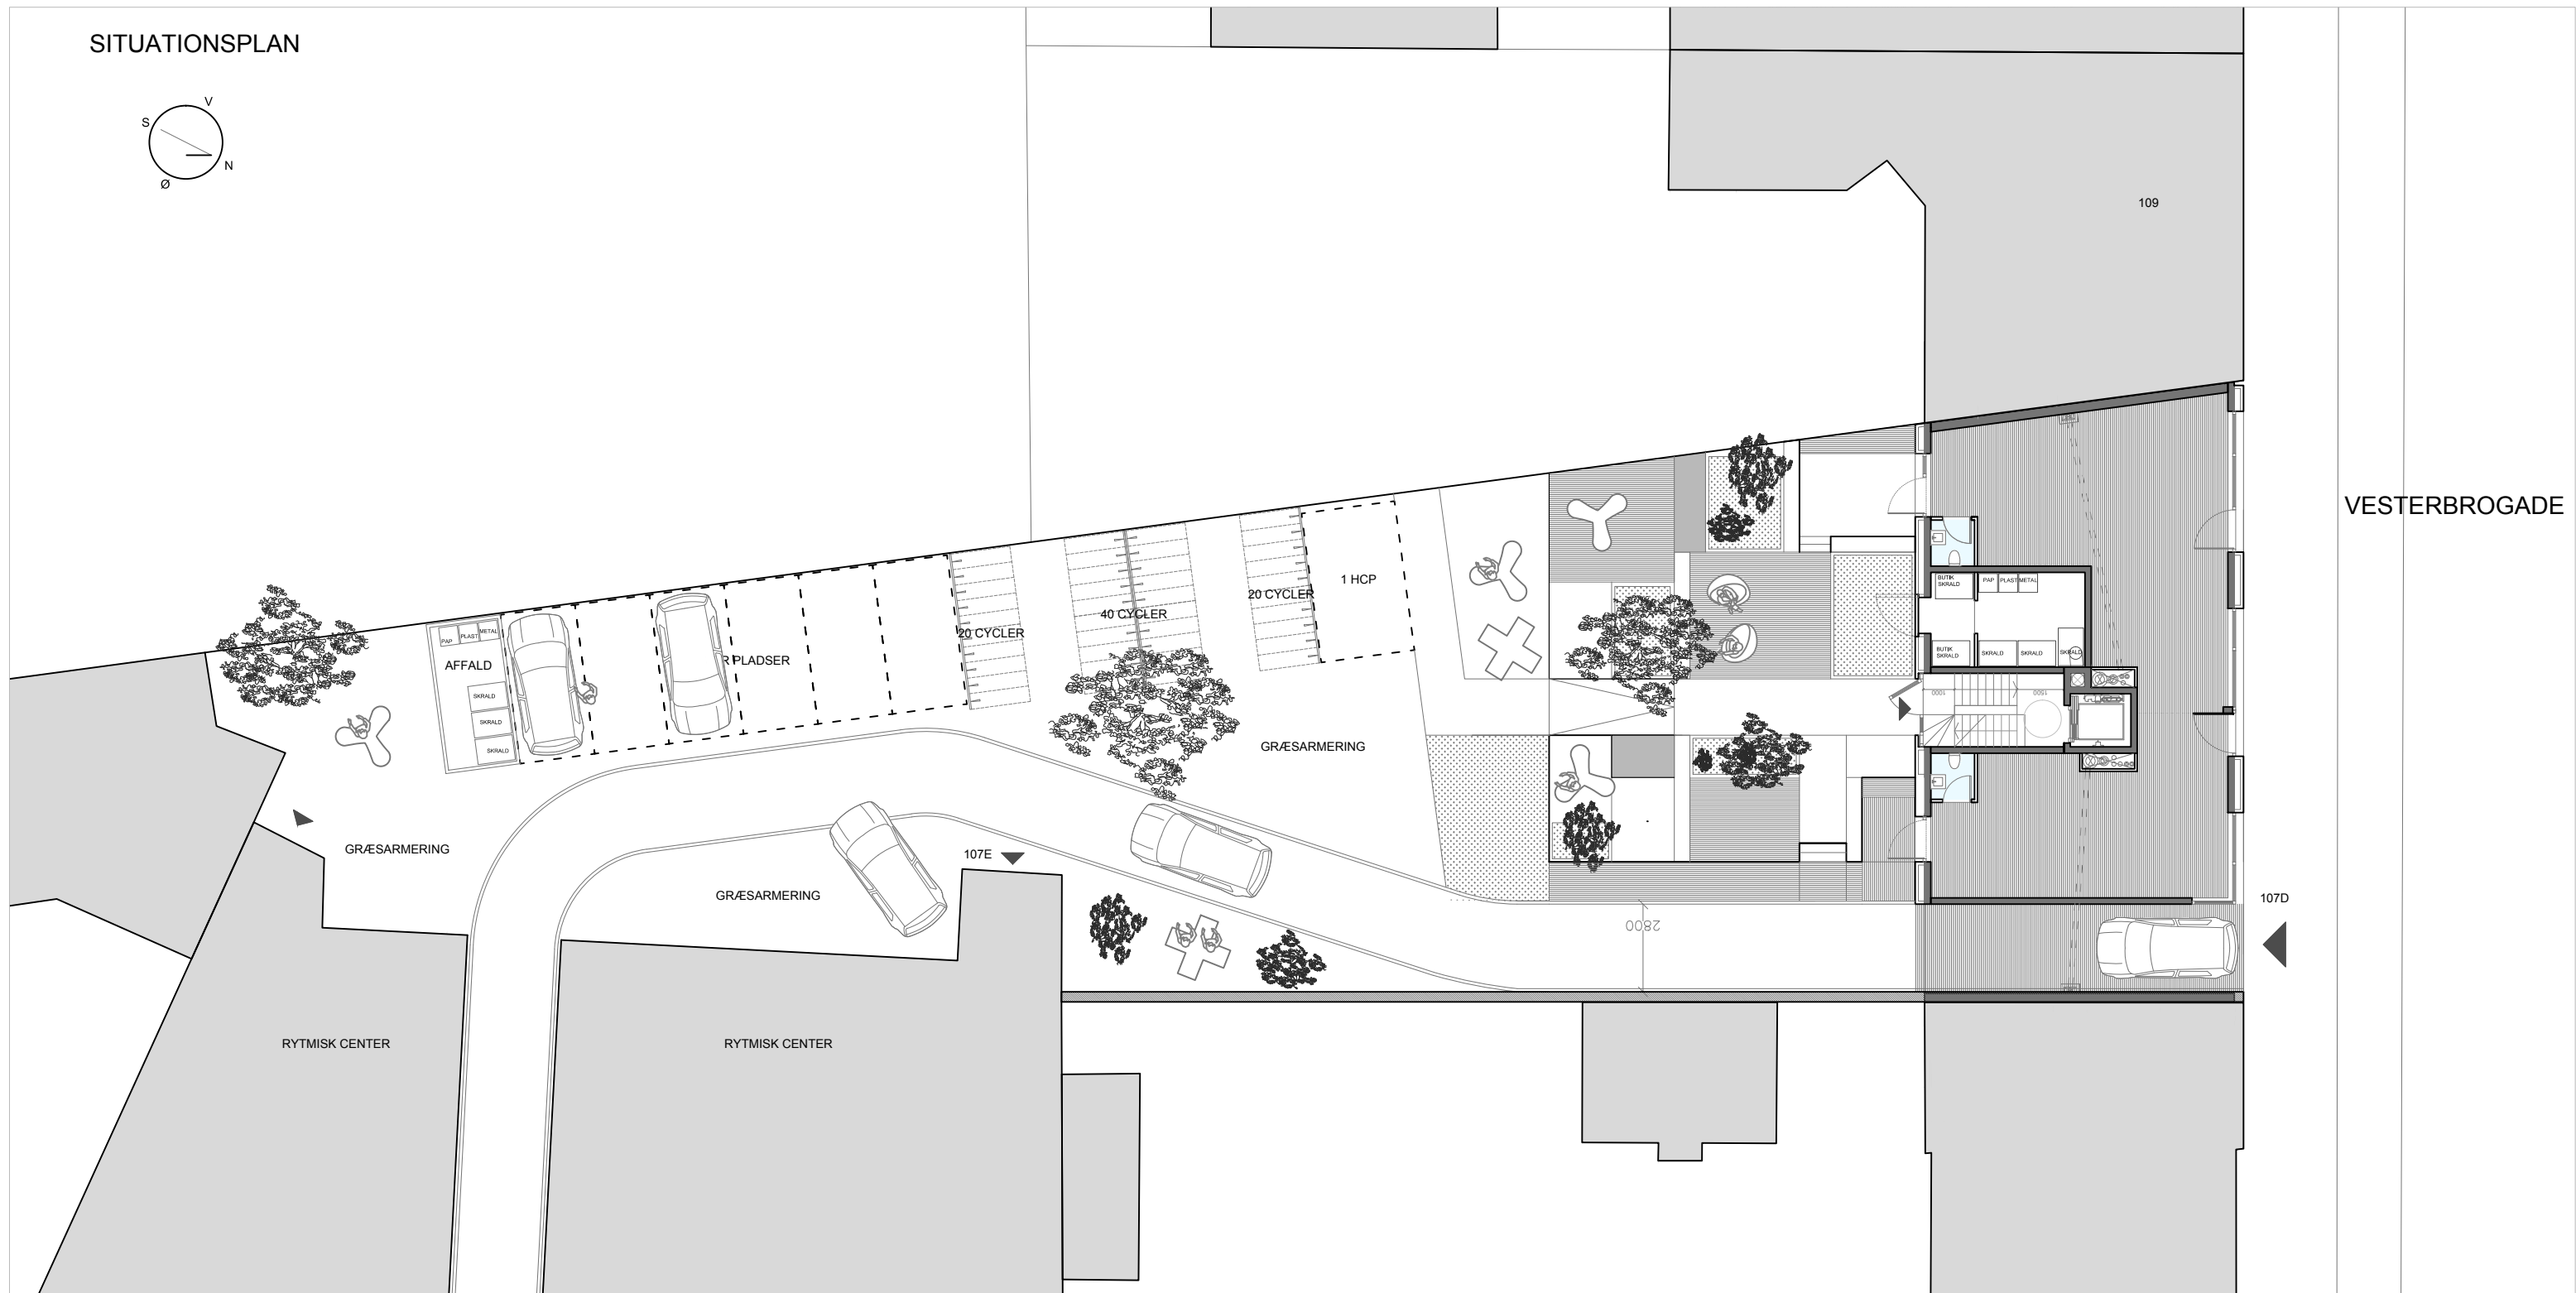 SITUATIONSPLAN
V
S
N
Ø
109
VESTERBROGADE
1 HCP
20 CYCLER
40 CYCLER
20 CYCLER
R PLADSER
PAP
PLAST
METAL
AFFALD
SKRALD
SKRALD
SKRALD
BUTIK
SKRALD
PAP
PLAST
METAL
BUTIK
SKRALD
SKRALD
SKRALD
SKRALD
1000
1500
GRÆSARMERING
GRÆSARMERING
107E
GRÆSARMERING
107D
2800
RYTMISK CENTER
RYTMISK CENTER